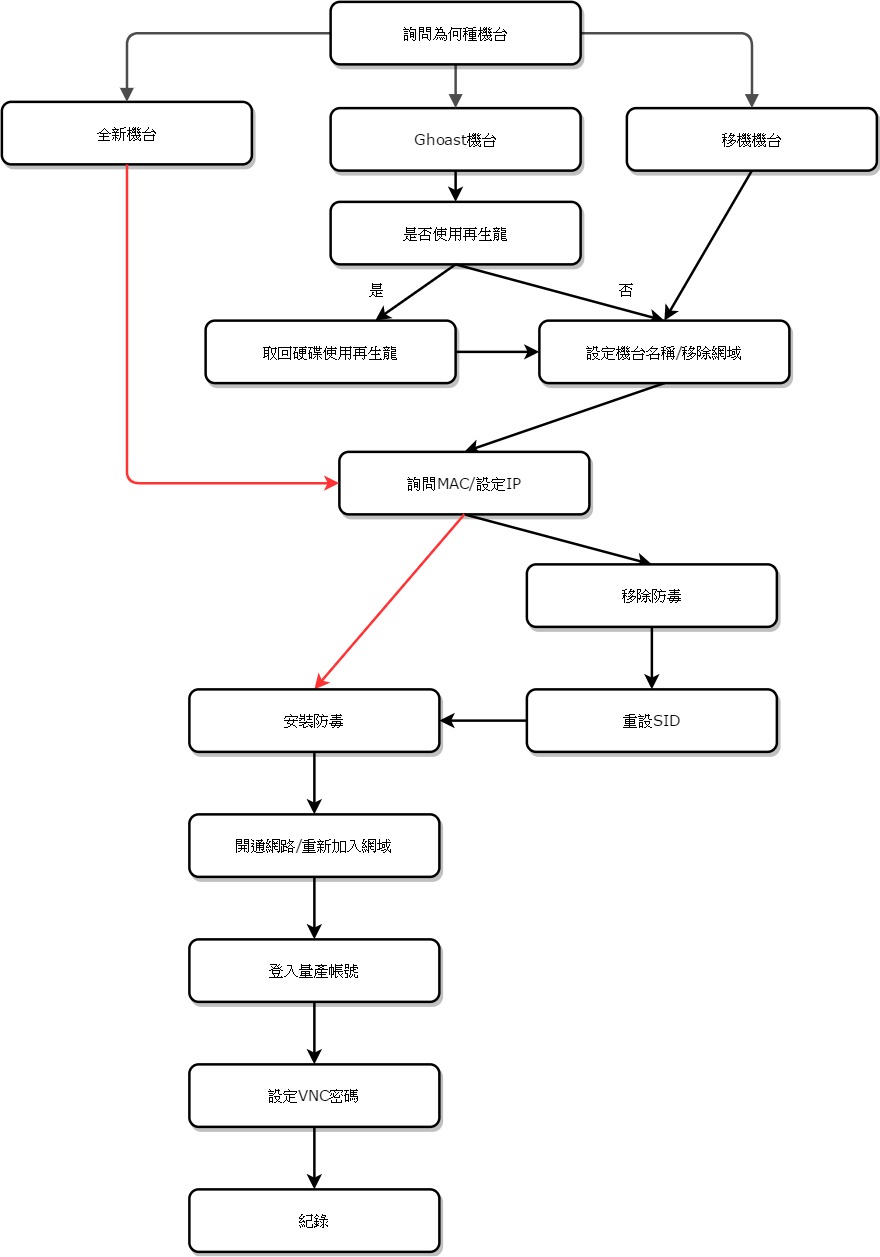 詢問為何種機台
全新機台
Ghoast機台
移機機台
是否使用再生龍
是
否
取回硬碟使用再生龍
設定機台名稱/移除網域
詢問MAC/設定IP
移除防毒
安裝防毒
重設SID
開通網路/重新加入網域
登入量產帳號
設定VNC密碼
紀錄